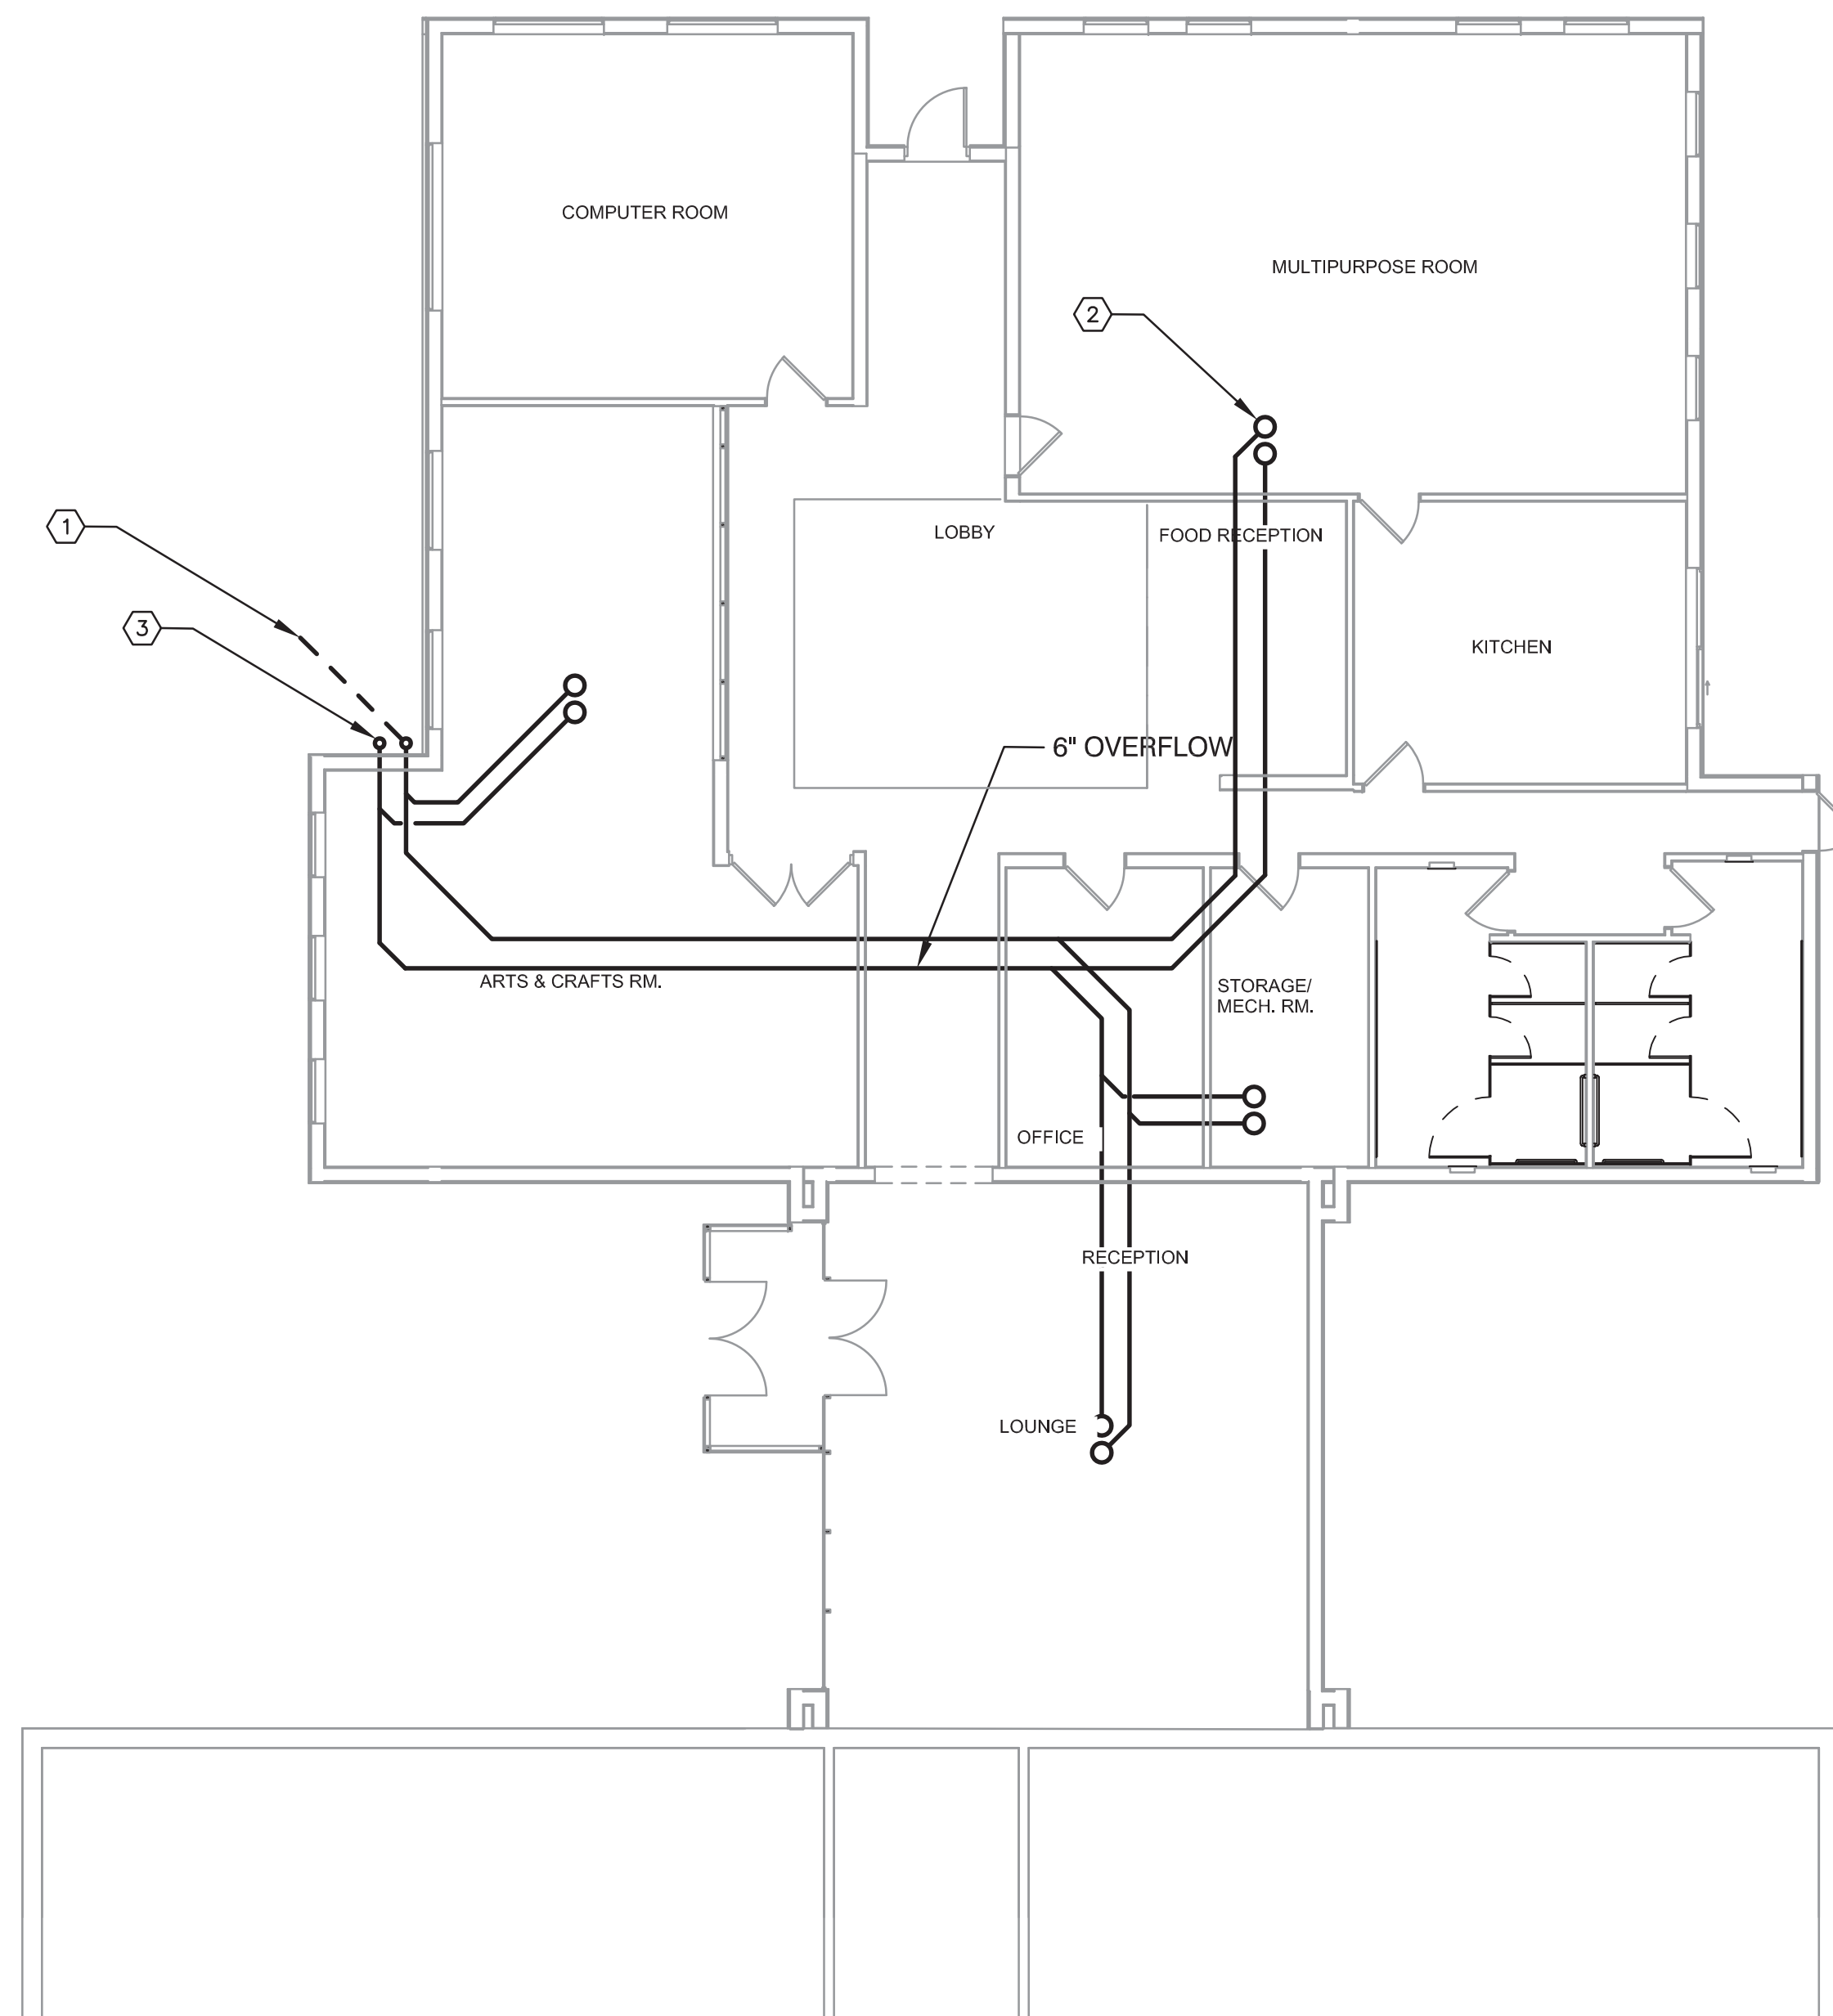 COMPUTER ROOM
MULTIPURPOSE ROOM
2
1
LOBBY
FOOD RECEPTION
3
KITCHEN
6" OVERFLOW
ARTS & CRAFTS RM.
STORAGE/
MECH. RM.
OFFICE
RECEPTION
LOUNGE